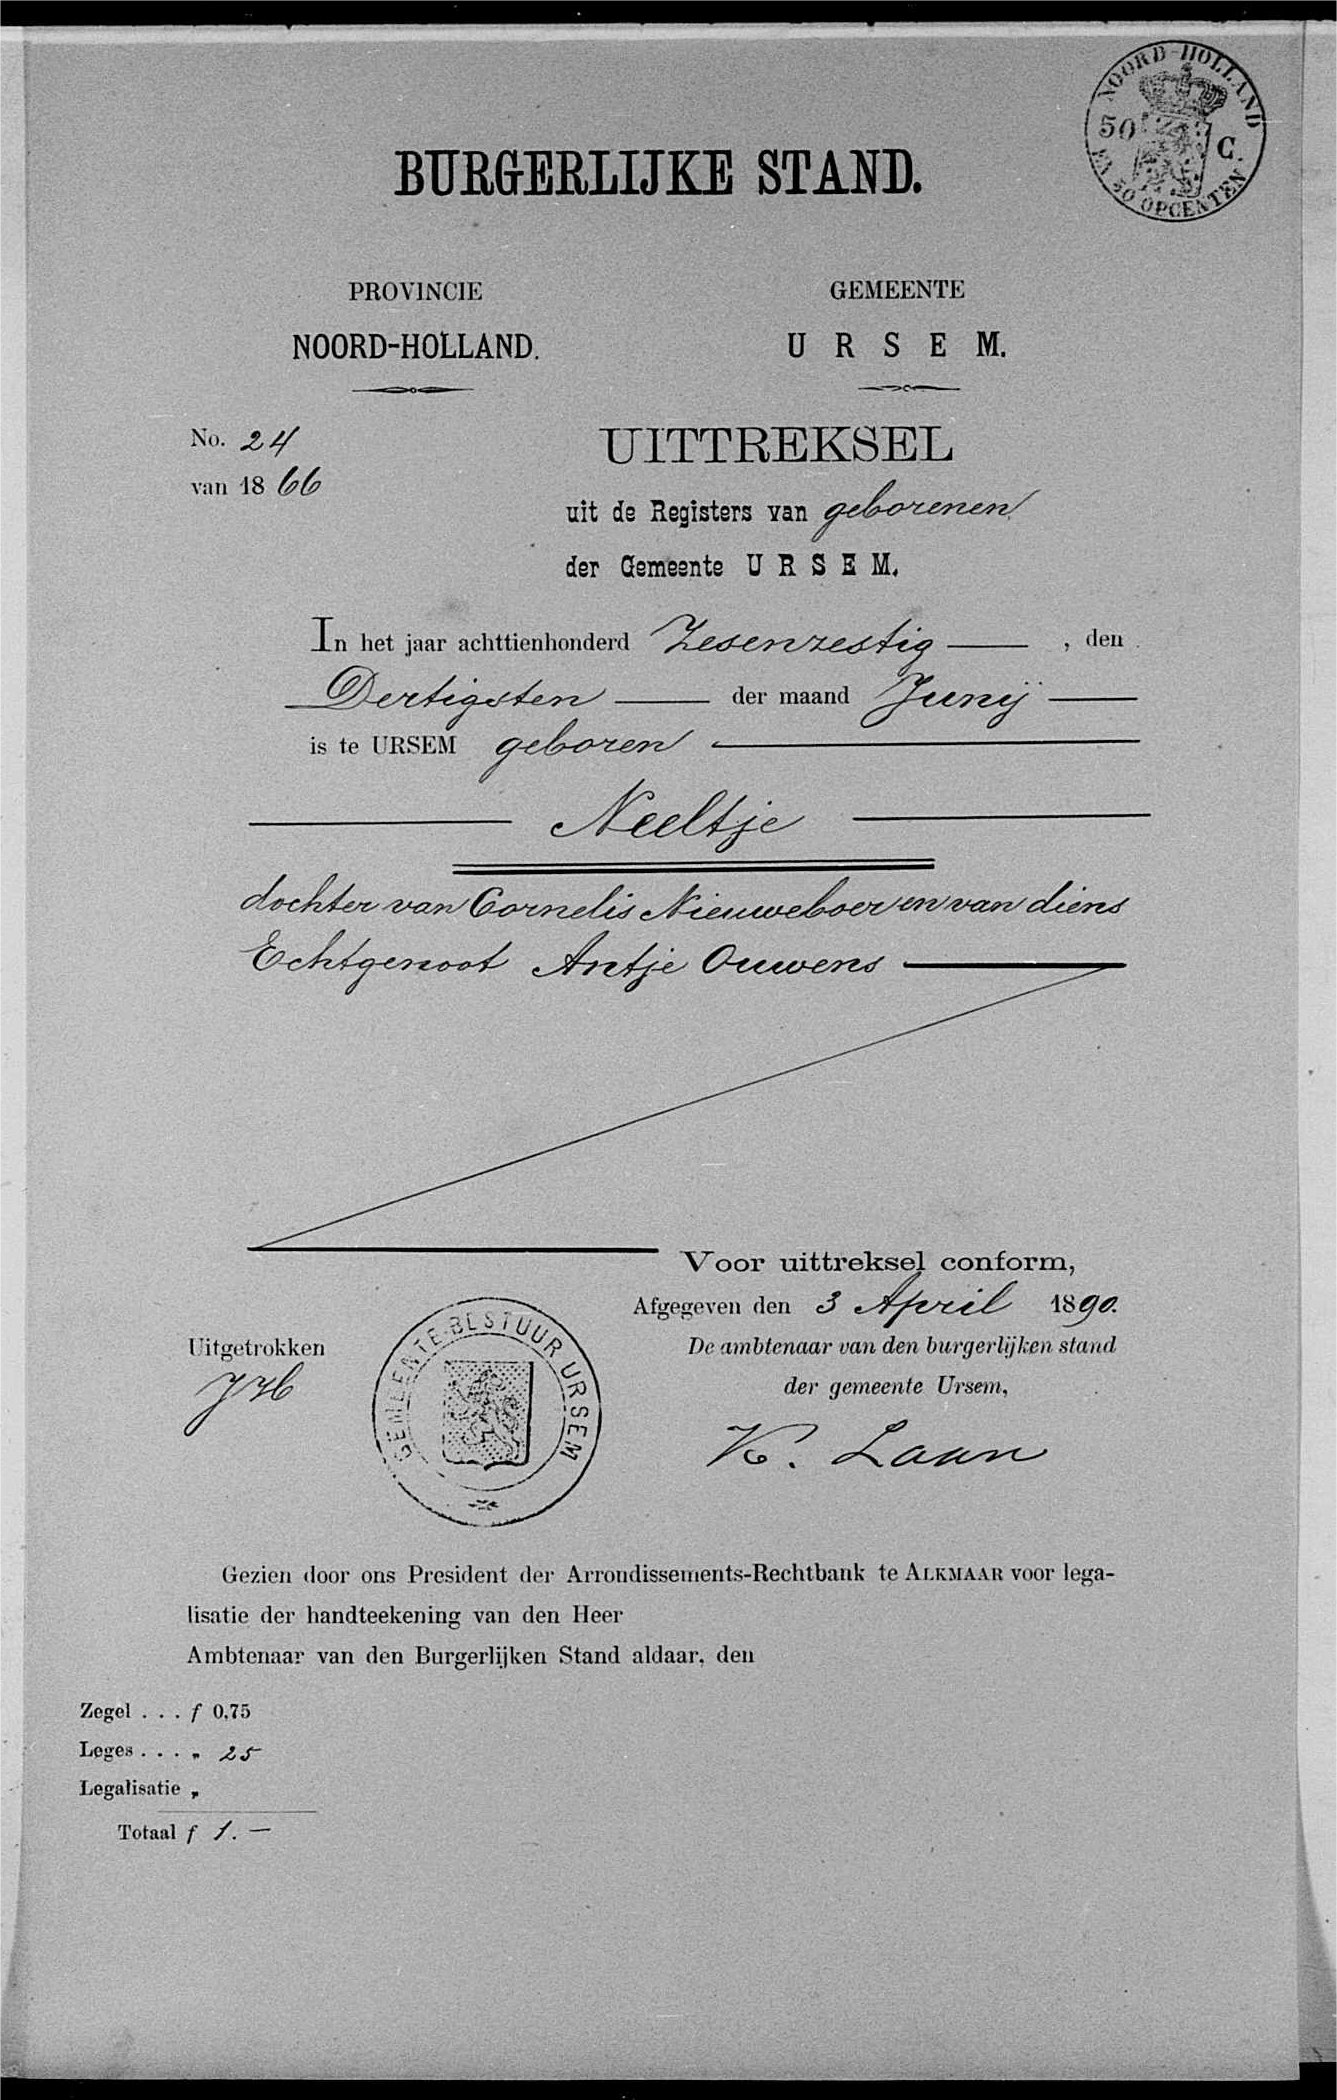 NOORD-HOLLAND
50 C.
EN 50 OPCENTEN
BURGERLIJKE STAND.
PROVINCIE
NOORD-HOLLAND.
GEMEENTE
URSEM.
No. 24
van 1866
UITTREKSEL
uit de Registers van geborenen
der Gemeente URSEM.
In het jaar achttienhonderd Zesenzestig , den
Dertigsten der maand Junij
is te URSEM geboren
Neeltje
dochter van Cornelis Nieuweboer en van diens
Echtgenoot Antje Ouwens
Voor uittreksel conform,
Afgegeven den 3 April 1890.
De ambtenaar van den burgerlijken stand
der gemeente Ursem,
K. Laan
Uitgetrokken
GEMEENTE-BESTUUR URSEM
Gezien door ons President der Arrondissements-Rechtbank te ALKMAAR voor lega-
lisatie der handteekening van den Heer
Ambtenaar van den Burgerlijken Stand aldaar, den
Zegel . . . f 0,75
Leges . . . . „ 25
Legalisatie „
Totaal f 1. —